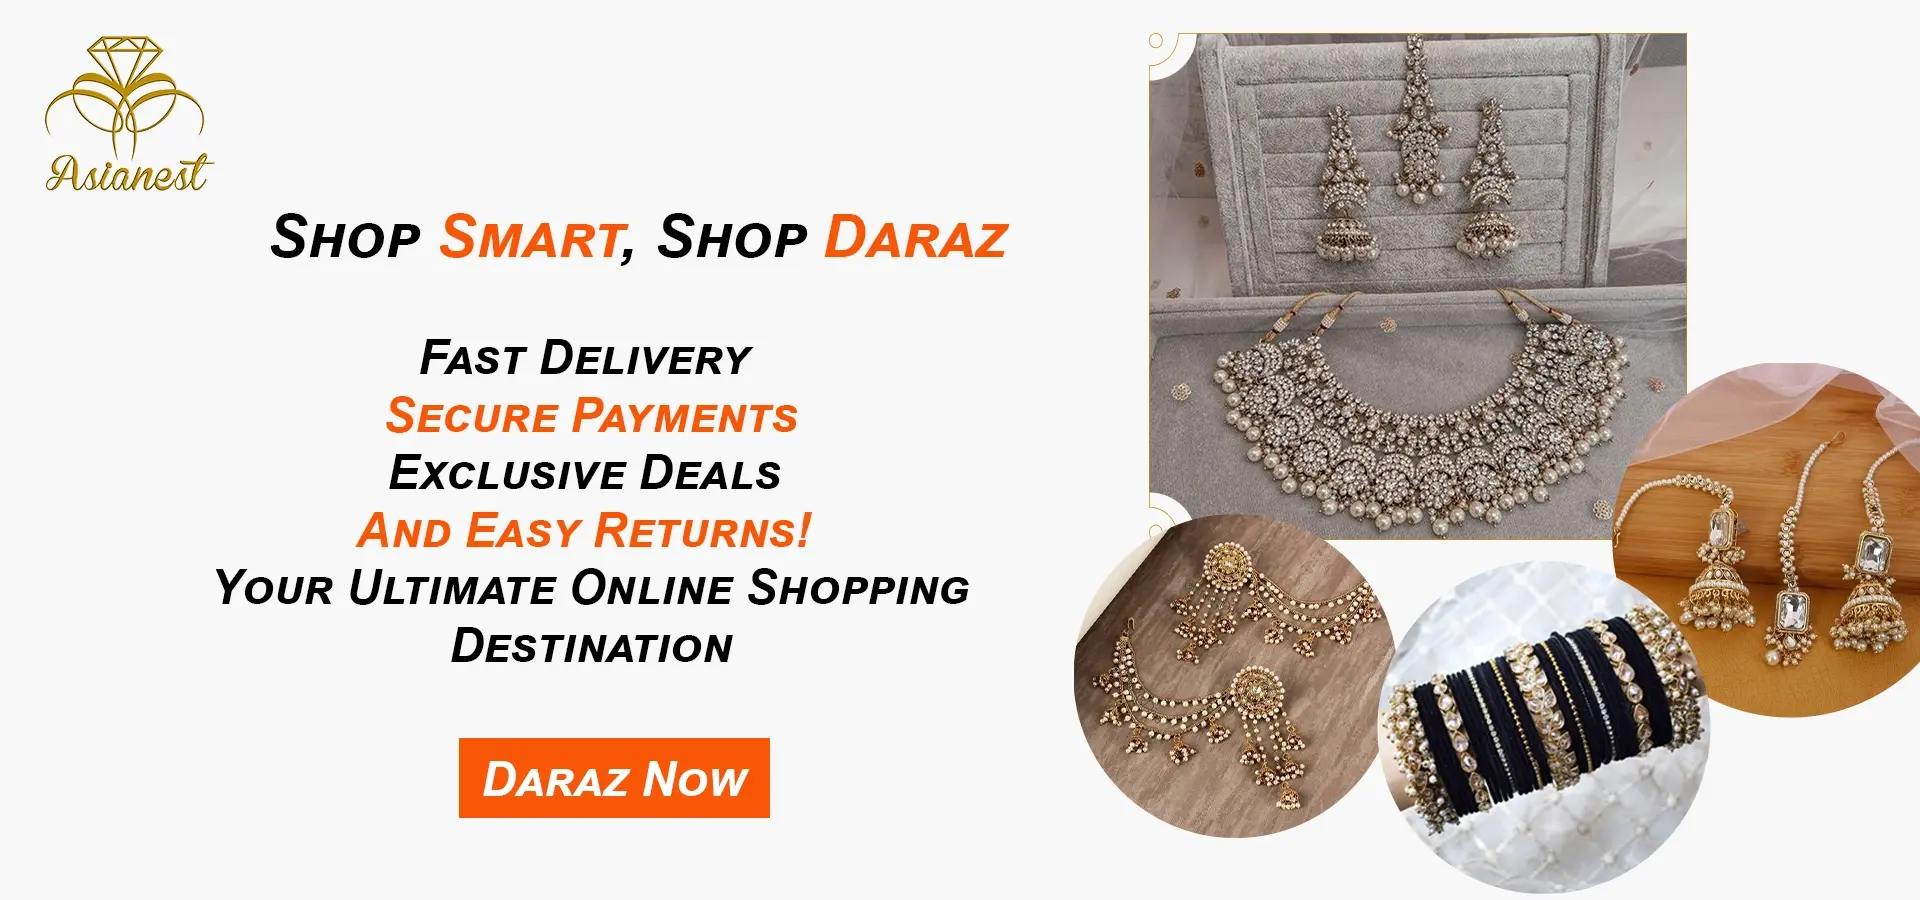 Asianest
Shop Smart, Shop Daraz
Fast Delivery
Secure Payments
Exclusive Deals
And Easy Returns!
Your Ultimate Online Shopping
Destination
Daraz Now